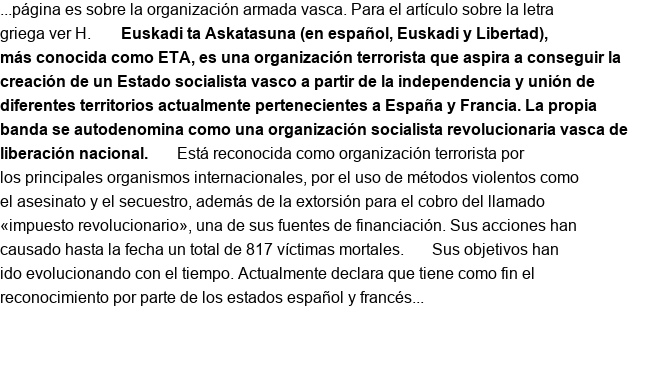 ...página es sobre la organización armada vasca. Para el artículo sobre la letra
griega ver H. Euskadi ta Askatasuna (en español, Euskadi y Libertad),
más conocida como ETA, es una organización terrorista que aspira a conseguir la
creación de un Estado socialista vasco a partir de la independencia y unión de
diferentes territorios actualmente pertenecientes a España y Francia. La propia
banda se autodenomina como una organización socialista revolucionaria vasca de
liberación nacional. Está reconocida como organización terrorista por
los principales organismos internacionales, por el uso de métodos violentos como
el asesinato y el secuestro, además de la extorsión para el cobro del llamado
«impuesto revolucionario», una de sus fuentes de financiación. Sus acciones han
causado hasta la fecha un total de 817 víctimas mortales. Sus objetivos han
ido evolucionando con el tiempo. Actualmente declara que tiene como fin el
reconocimiento por parte de los estados español y francés...